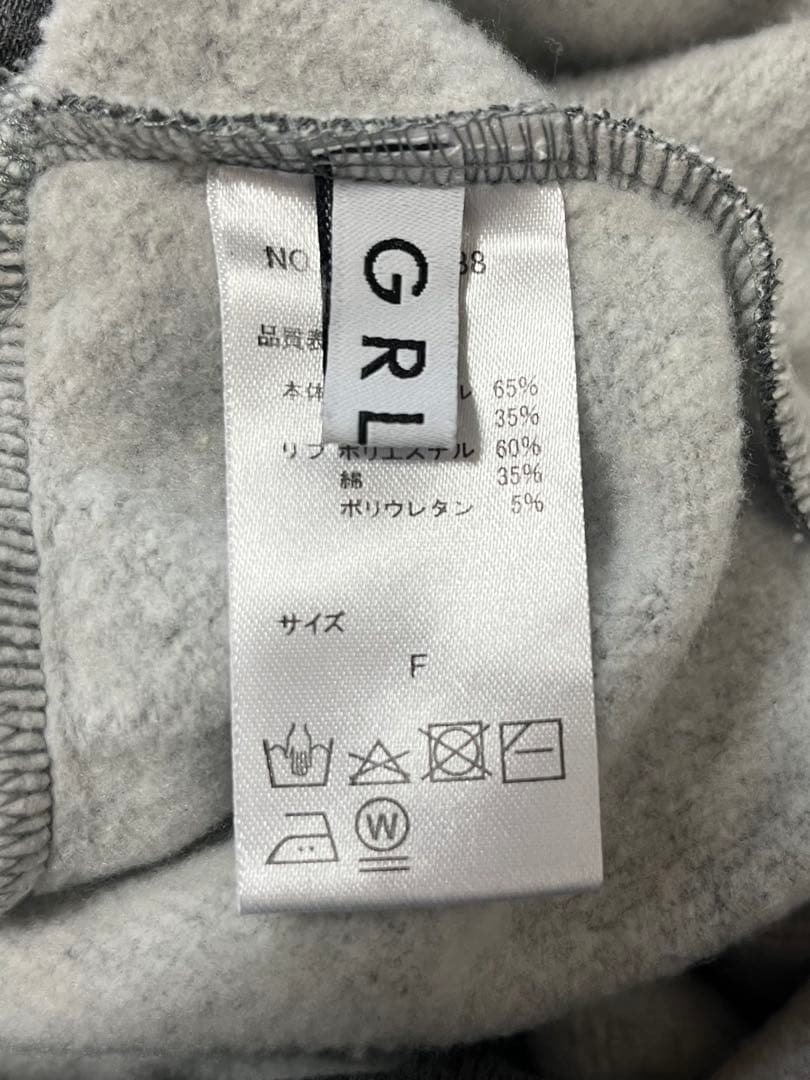 GRL
NO
38
品質表
本体
ル 65%
35%
リブ ポリエステル 60%
綿 35%
ポリウレタン 5%
サイズ
F
W